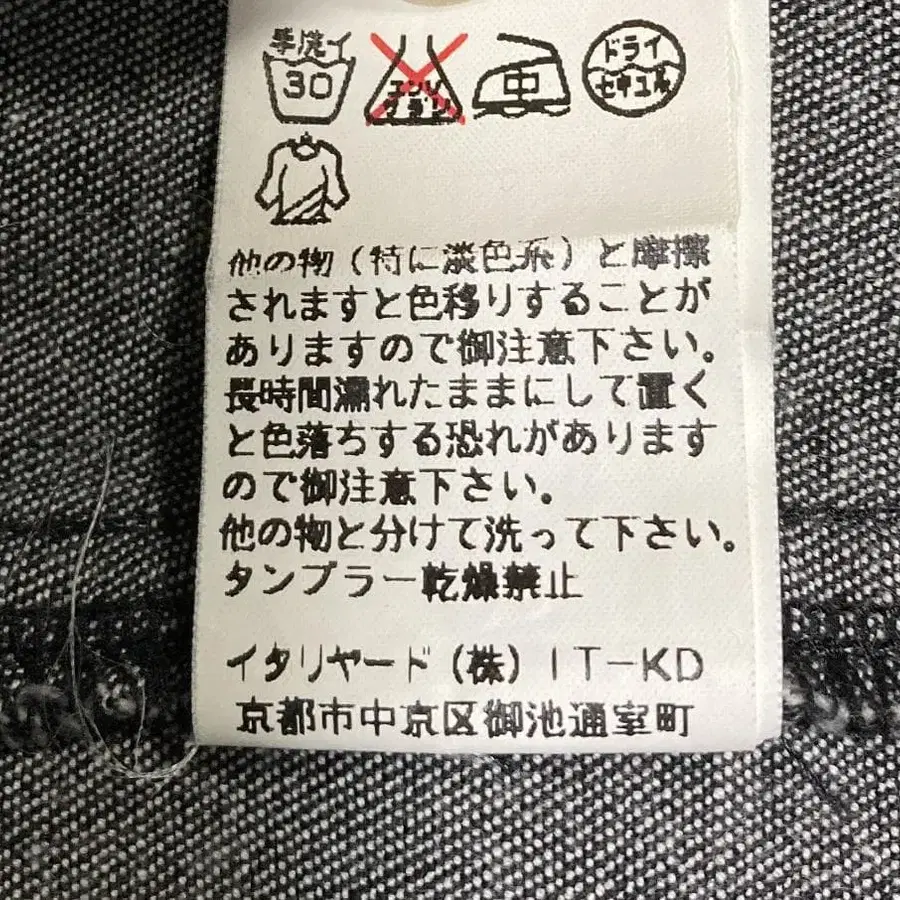 手洗イ
30
エンソ
サラシ
中
ドライ
セキユ系
他の物（特に淡色系）と摩擦
されますと色移りすることが
ありますので御注意下さい。
長時間濡れたままにして置く
と色落ちする恐れがあります
ので御注意下さい。
他の物と分けて洗って下さい。
タンブラー乾燥禁止
イタリヤード（株）IT-KD
京都市中京区御池通室町